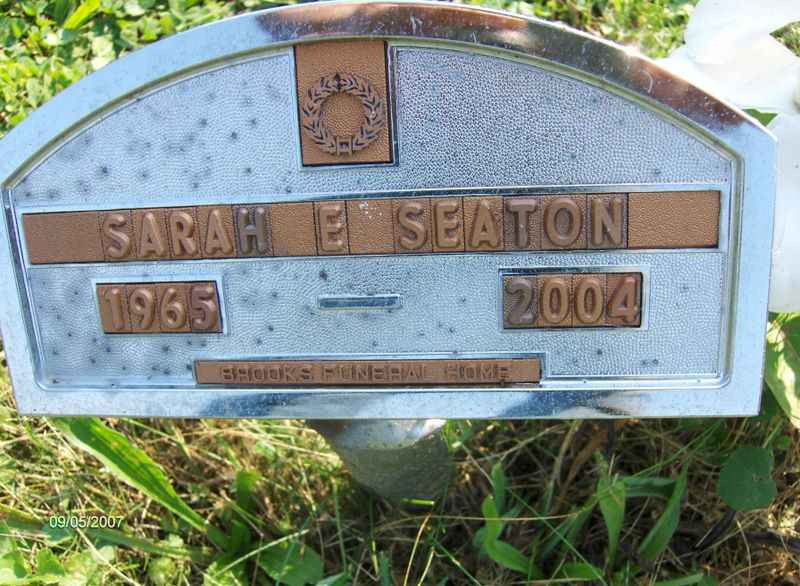 SARAH E SEATON
1965 — 2004
BROOKS FUNERAL HOME
09/05/2007